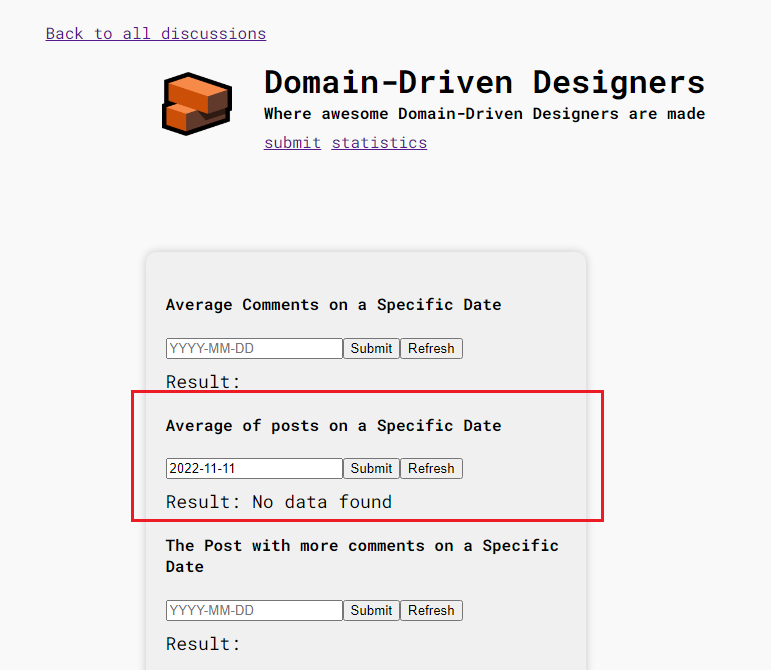 Back to all discussions
Domain-Driven Designers
Where awesome Domain-Driven Designers are made
submit statistics
Average Comments on a Specific Date
YYYY-MM-DD Submit Refresh
Result:
Average of posts on a Specific Date
2022-11-11 Submit Refresh
Result: No data found
The Post with more comments on a Specific
Date
YYYY-MM-DD Submit Refresh
Result: